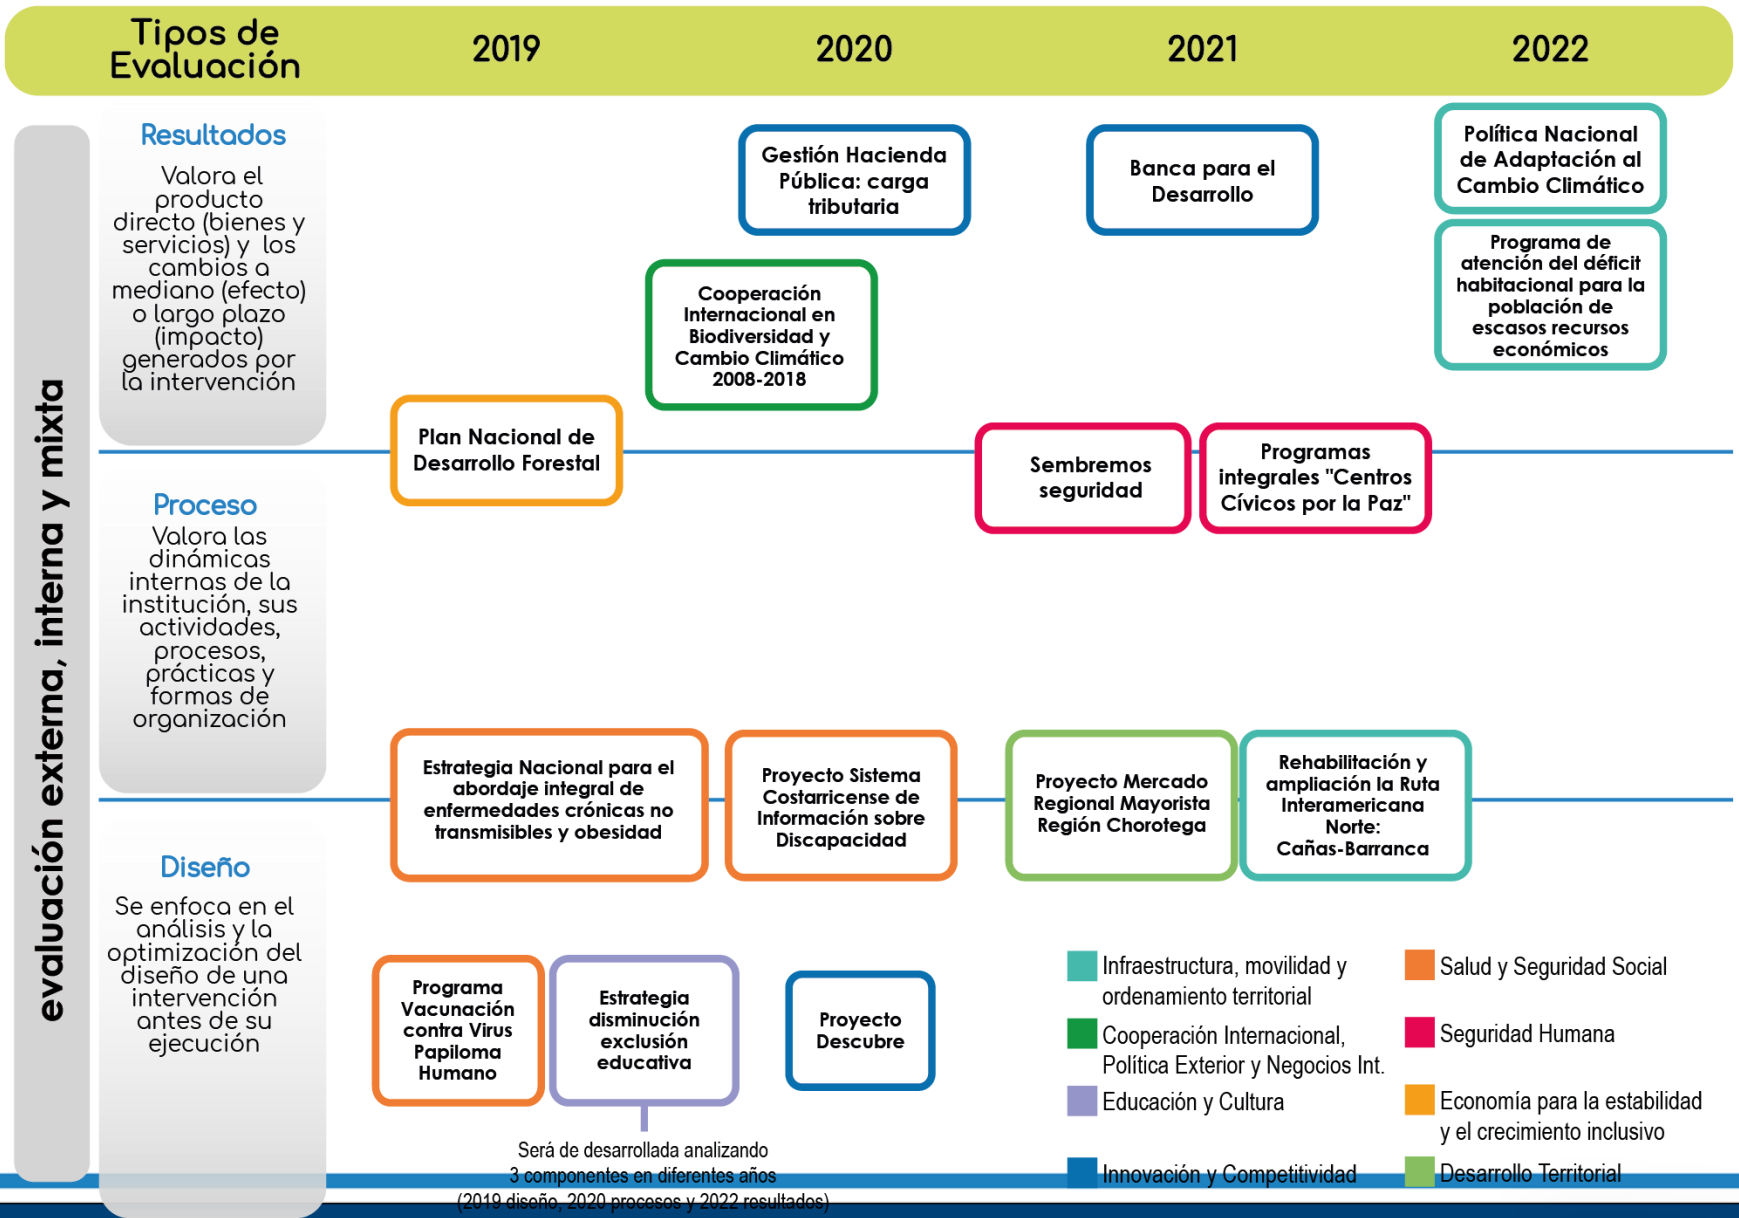 Tipos de
Evaluación
2019
2020
2021
2022
evaluación externa, interna y mixta
Resultados
Valora el
producto
directo (bienes y
servicios) y los
cambios a
mediano (efecto)
o largo plazo
(impacto)
generados por
la intervención
Gestión Hacienda
Pública: carga
tributaria
Banca para el
Desarrollo
Política Nacional
de Adaptación al
Cambio Climático
Programa de
atención del déficit
habitacional para la
población de
escasos recursos
económicos
Cooperación
Internacional en
Biodiversidad y
Cambio Climático
2008-2018
Plan Nacional de
Desarrollo Forestal
Sembremos
seguridad
Programas
integrales "Centros
Cívicos por la Paz"
Proceso
Valora las
dinámicas
internas de la
institución, sus
actividades,
procesos,
prácticas y
formas de
organización
Estrategia Nacional para el
abordaje integral de
enfermedades crónicas no
transmisibles y obesidad
Proyecto Sistema
Costarricense de
Información sobre
Discapacidad
Proyecto Mercado
Regional Mayorista
Región Chorotega
Rehabilitación y
ampliación la Ruta
Interamericana
Norte:
Cañas-Barranca
Diseño
Se enfoca en el
análisis y la
optimización del
diseño de una
intervención
antes de su
ejecución
Programa
Vacunación
contra Virus
Papiloma
Humano
Estrategia
disminución
exclusión
educativa
Proyecto
Descubre
Será de desarrollada analizando
3 componentes en diferentes años
(2019 diseño, 2020 procesos y 2022 resultados)
Infraestructura, movilidad y
ordenamiento territorial
Cooperación Internacional,
Política Exterior y Negocios Int.
Educación y Cultura
Innovación y Competitividad
Salud y Seguridad Social
Seguridad Humana
Economía para la estabilidad
y el crecimiento inclusivo
Desarrollo Territorial